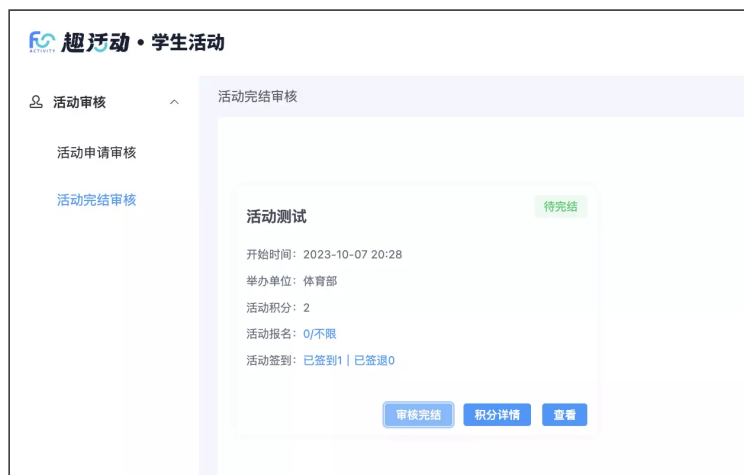 FC ACTIVITY 趣活动·学生活动
活动审核
活动申请审核
活动完结审核
活动完结审核
活动测试
待完结
开始时间：2023-10-07 20:28
举办单位：体育部
活动积分：2
活动报名：0/不限
活动签到：已签到1 | 已签退0
审核完结 积分详情 查看